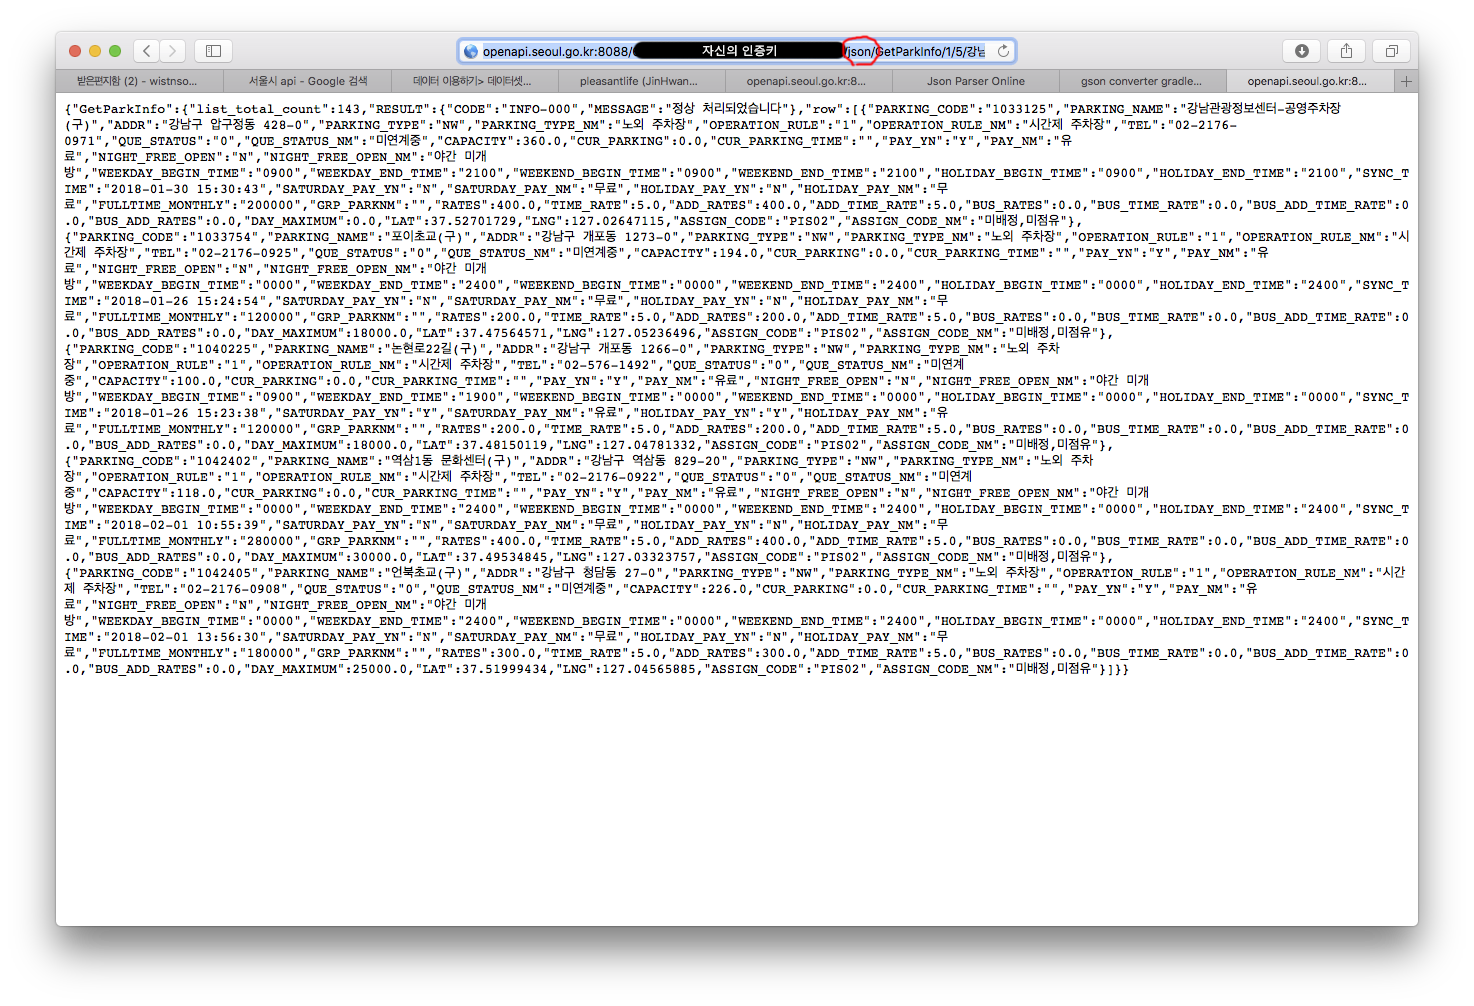 openapi.seoul.go.kr:8088/ 자신의 인증키 /json/GetParkInfo/1/5/강남
받은편지함 (2) - wistnso... 서울시 api - Google 검색 데이터 이용하기> 데이터셋... pleasantlife (JinHwan... openapi.seoul.go.kr:8... Json Parser Online gson converter gradle... openapi.seoul.go.kr:8...
{"GetParkInfo":{"list_total_count":143,"RESULT":{"CODE":"INFO-000","MESSAGE":"정상 처리되었습니다"},"row":[{"PARKING_CODE":"1033125","PARKING_NAME":"강남관광정보센터-공영주차장
(구)","ADDR":"강남구 압구정동 428-0","PARKING_TYPE":"NW","PARKING_TYPE_NM":"노외 주차장","OPERATION_RULE":"1","OPERATION_RULE_NM":"시간제 주차장","TEL":"02-2176-
0971","QUE_STATUS":"0","QUE_STATUS_NM":"미연계중","CAPACITY":360.0,"CUR_PARKING":0.0,"CUR_PARKING_TIME":"","PAY_YN":"Y","PAY_NM":"유
료","NIGHT_FREE_OPEN":"N","NIGHT_FREE_OPEN_NM":"야간 미개
방","WEEKDAY_BEGIN_TIME":"0900","WEEKDAY_END_TIME":"2100","WEEKEND_BEGIN_TIME":"0900","WEEKEND_END_TIME":"2100","HOLIDAY_BEGIN_TIME":"0900","HOLIDAY_END_TIME":"2100","SYNC_T
IME":"2018-01-30 15:30:43","SATURDAY_PAY_YN":"N","SATURDAY_PAY_NM":"무료","HOLIDAY_PAY_YN":"N","HOLIDAY_PAY_NM":"무
료","FULLTIME_MONTHLY":"200000","GRP_PARKNM":"","RATES":400.0,"TIME_RATE":5.0,"ADD_RATES":400.0,"ADD_TIME_RATE":5.0,"BUS_RATES":0.0,"BUS_TIME_RATE":0.0,"BUS_ADD_TIME_RATE":0
.0,"BUS_ADD_RATES":0.0,"DAY_MAXIMUM":0.0,"LAT":37.52701729,"LNG":127.02647115,"ASSIGN_CODE":"PIS02","ASSIGN_CODE_NM":"미배정,미점유"},
{"PARKING_CODE":"1033754","PARKING_NAME":"포이초교(구)","ADDR":"강남구 개포동 1273-0","PARKING_TYPE":"NW","PARKING_TYPE_NM":"노외 주차장","OPERATION_RULE":"1","OPERATION_RULE_NM":"시
간제 주차장","TEL":"02-2176-0925","QUE_STATUS":"0","QUE_STATUS_NM":"미연계중","CAPACITY":194.0,"CUR_PARKING":0.0,"CUR_PARKING_TIME":"","PAY_YN":"Y","PAY_NM":"유
료","NIGHT_FREE_OPEN":"N","NIGHT_FREE_OPEN_NM":"야간 미개
방","WEEKDAY_BEGIN_TIME":"0000","WEEKDAY_END_TIME":"2400","WEEKEND_BEGIN_TIME":"0000","WEEKEND_END_TIME":"2400","HOLIDAY_BEGIN_TIME":"0000","HOLIDAY_END_TIME":"2400","SYNC_T
IME":"2018-01-26 15:24:54","SATURDAY_PAY_YN":"N","SATURDAY_PAY_NM":"무료","HOLIDAY_PAY_YN":"N","HOLIDAY_PAY_NM":"무
료","FULLTIME_MONTHLY":"120000","GRP_PARKNM":"","RATES":200.0,"TIME_RATE":5.0,"ADD_RATES":200.0,"ADD_TIME_RATE":5.0,"BUS_RATES":0.0,"BUS_TIME_RATE":0.0,"BUS_ADD_TIME_RATE":0
.0,"BUS_ADD_RATES":0.0,"DAY_MAXIMUM":18000.0,"LAT":37.47564571,"LNG":127.05236496,"ASSIGN_CODE":"PIS02","ASSIGN_CODE_NM":"미배정,미점유"},
{"PARKING_CODE":"1040225","PARKING_NAME":"논현로22길(구)","ADDR":"강남구 개포동 1266-0","PARKING_TYPE":"NW","PARKING_TYPE_NM":"노외 주차
장","OPERATION_RULE":"1","OPERATION_RULE_NM":"시간제 주차장","TEL":"02-576-1492","QUE_STATUS":"0","QUE_STATUS_NM":"미연계
중","CAPACITY":100.0,"CUR_PARKING":0.0,"CUR_PARKING_TIME":"","PAY_YN":"Y","PAY_NM":"유료","NIGHT_FREE_OPEN":"N","NIGHT_FREE_OPEN_NM":"야간 미개
방","WEEKDAY_BEGIN_TIME":"0900","WEEKDAY_END_TIME":"1900","WEEKEND_BEGIN_TIME":"0000","WEEKEND_END_TIME":"0000","HOLIDAY_BEGIN_TIME":"0000","HOLIDAY_END_TIME":"0000","SYNC_T
IME":"2018-01-26 15:23:38","SATURDAY_PAY_YN":"Y","SATURDAY_PAY_NM":"유료","HOLIDAY_PAY_YN":"Y","HOLIDAY_PAY_NM":"유
료","FULLTIME_MONTHLY":"120000","GRP_PARKNM":"","RATES":200.0,"TIME_RATE":5.0,"ADD_RATES":200.0,"ADD_TIME_RATE":5.0,"BUS_RATES":0.0,"BUS_TIME_RATE":0.0,"BUS_ADD_TIME_RATE":0
.0,"BUS_ADD_RATES":0.0,"DAY_MAXIMUM":18000.0,"LAT":37.48150119,"LNG":127.04781332,"ASSIGN_CODE":"PIS02","ASSIGN_CODE_NM":"미배정,미점유"},
{"PARKING_CODE":"1042402","PARKING_NAME":"역삼1동 문화센터(구)","ADDR":"강남구 역삼동 829-20","PARKING_TYPE":"NW","PARKING_TYPE_NM":"노외 주차
장","OPERATION_RULE":"1","OPERATION_RULE_NM":"시간제 주차장","TEL":"02-2176-0922","QUE_STATUS":"0","QUE_STATUS_NM":"미연계
중","CAPACITY":118.0,"CUR_PARKING":0.0,"CUR_PARKING_TIME":"","PAY_YN":"Y","PAY_NM":"유료","NIGHT_FREE_OPEN":"N","NIGHT_FREE_OPEN_NM":"야간 미개
방","WEEKDAY_BEGIN_TIME":"0000","WEEKDAY_END_TIME":"2400","WEEKEND_BEGIN_TIME":"0000","WEEKEND_END_TIME":"2400","HOLIDAY_BEGIN_TIME":"0000","HOLIDAY_END_TIME":"2400","SYNC_T
IME":"2018-02-01 10:55:39","SATURDAY_PAY_YN":"N","SATURDAY_PAY_NM":"무료","HOLIDAY_PAY_YN":"N","HOLIDAY_PAY_NM":"무
료","FULLTIME_MONTHLY":"280000","GRP_PARKNM":"","RATES":400.0,"TIME_RATE":5.0,"ADD_RATES":400.0,"ADD_TIME_RATE":5.0,"BUS_RATES":0.0,"BUS_TIME_RATE":0.0,"BUS_ADD_TIME_RATE":0
.0,"BUS_ADD_RATES":0.0,"DAY_MAXIMUM":30000.0,"LAT":37.49534845,"LNG":127.03323757,"ASSIGN_CODE":"PIS02","ASSIGN_CODE_NM":"미배정,미점유"},
{"PARKING_CODE":"1042405","PARKING_NAME":"언북초교(구)","ADDR":"강남구 청담동 27-0","PARKING_TYPE":"NW","PARKING_TYPE_NM":"노외 주차장","OPERATION_RULE":"1","OPERATION_RULE_NM":"시간
제 주차장","TEL":"02-2176-0908","QUE_STATUS":"0","QUE_STATUS_NM":"미연계중","CAPACITY":226.0,"CUR_PARKING":0.0,"CUR_PARKING_TIME":"","PAY_YN":"Y","PAY_NM":"유
료","NIGHT_FREE_OPEN":"N","NIGHT_FREE_OPEN_NM":"야간 미개
방","WEEKDAY_BEGIN_TIME":"0000","WEEKDAY_END_TIME":"2400","WEEKEND_BEGIN_TIME":"0000","WEEKEND_END_TIME":"2400","HOLIDAY_BEGIN_TIME":"0000","HOLIDAY_END_TIME":"2400","SYNC_T
IME":"2018-02-01 13:56:30","SATURDAY_PAY_YN":"N","SATURDAY_PAY_NM":"무료","HOLIDAY_PAY_YN":"N","HOLIDAY_PAY_NM":"무
료","FULLTIME_MONTHLY":"180000","GRP_PARKNM":"","RATES":300.0,"TIME_RATE":5.0,"ADD_RATES":300.0,"ADD_TIME_RATE":5.0,"BUS_RATES":0.0,"BUS_TIME_RATE":0.0,"BUS_ADD_TIME_RATE":0
.0,"BUS_ADD_RATES":0.0,"DAY_MAXIMUM":25000.0,"LAT":37.51999434,"LNG":127.04565885,"ASSIGN_CODE":"PIS02","ASSIGN_CODE_NM":"미배정,미점유"}]}}